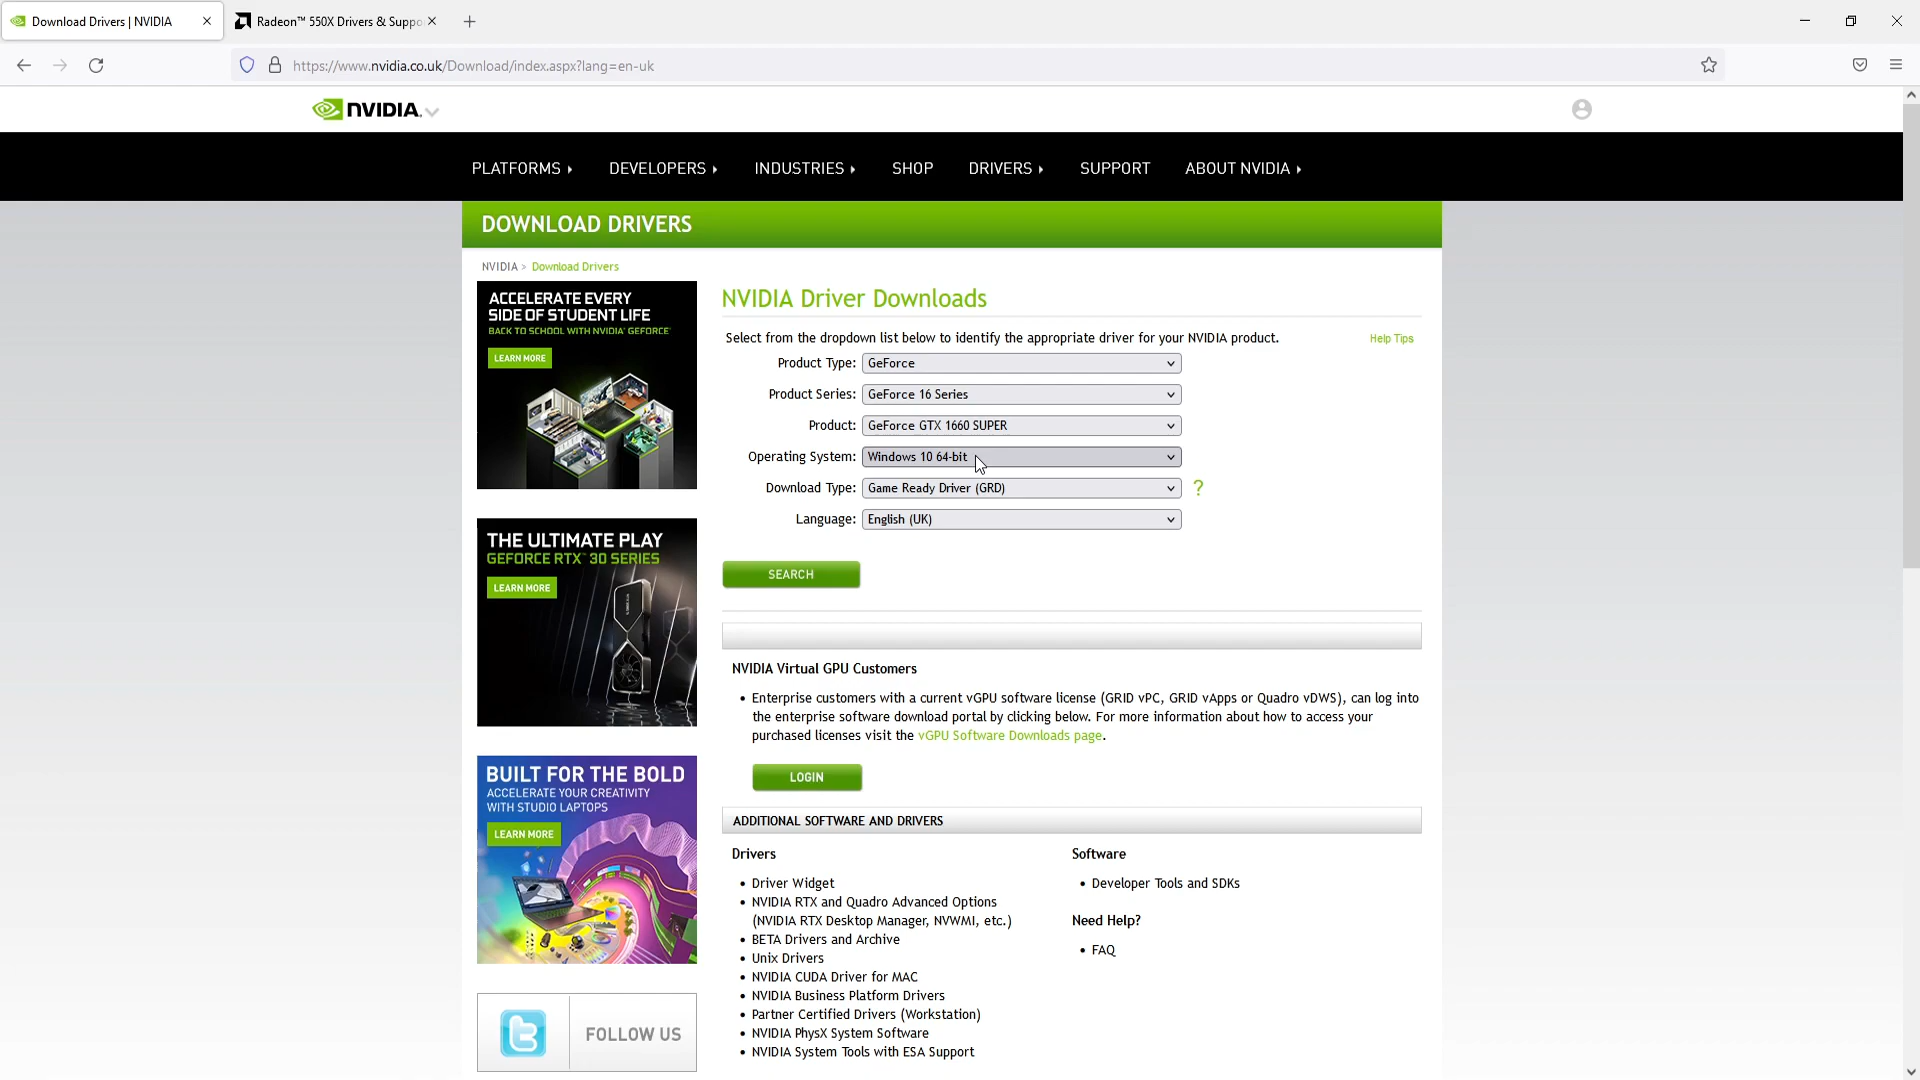 Download Drivers | NVIDIA
Radeon™ 550X Drivers & Suppo
https://www.nvidia.co.uk/Download/index.aspx?lang=en-uk
NVIDIA.
PLATFORMS
DEVELOPERS
INDUSTRIES
SHOP
DRIVERS
SUPPORT
ABOUT NVIDIA
DOWNLOAD DRIVERS
NVIDIA > Download Drivers
ACCELERATE EVERY
SIDE OF STUDENT LIFE
BACK TO SCHOOL WITH NVIDIA® GEFORCE®
LEARN MORE
THE ULTIMATE PLAY
GEFORCE RTX™ 30 SERIES
LEARN MORE
BUILT FOR THE BOLD
ACCELERATE YOUR CREATIVITY
WITH STUDIO LAPTOPS
LEARN MORE
FOLLOW US
NVIDIA Driver Downloads
Select from the dropdown list below to identify the appropriate driver for your NVIDIA product.
Help Tips
Product Type: GeForce
Product Series: GeForce 16 Series
Product: GeForce GTX 1660 SUPER
Operating System: Windows 10 64-bit
Download Type: Game Ready Driver (GRD) ?
Language: English (UK)
SEARCH
NVIDIA Virtual GPU Customers
• Enterprise customers with a current vGPU software license (GRID vPC, GRID vApps or Quadro vDWS), can log into
the enterprise software download portal by clicking below. For more information about how to access your
purchased licenses visit the vGPU Software Downloads page.
LOGIN
ADDITIONAL SOFTWARE AND DRIVERS
Drivers
• Driver Widget
• NVIDIA RTX and Quadro Advanced Options
(NVIDIA RTX Desktop Manager, NVWMI, etc.)
• BETA Drivers and Archive
• Unix Drivers
• NVIDIA CUDA Driver for MAC
• NVIDIA Business Platform Drivers
• Partner Certified Drivers (Workstation)
• NVIDIA PhysX System Software
• NVIDIA System Tools with ESA Support
Software
• Developer Tools and SDKs
Need Help?
• FAQ